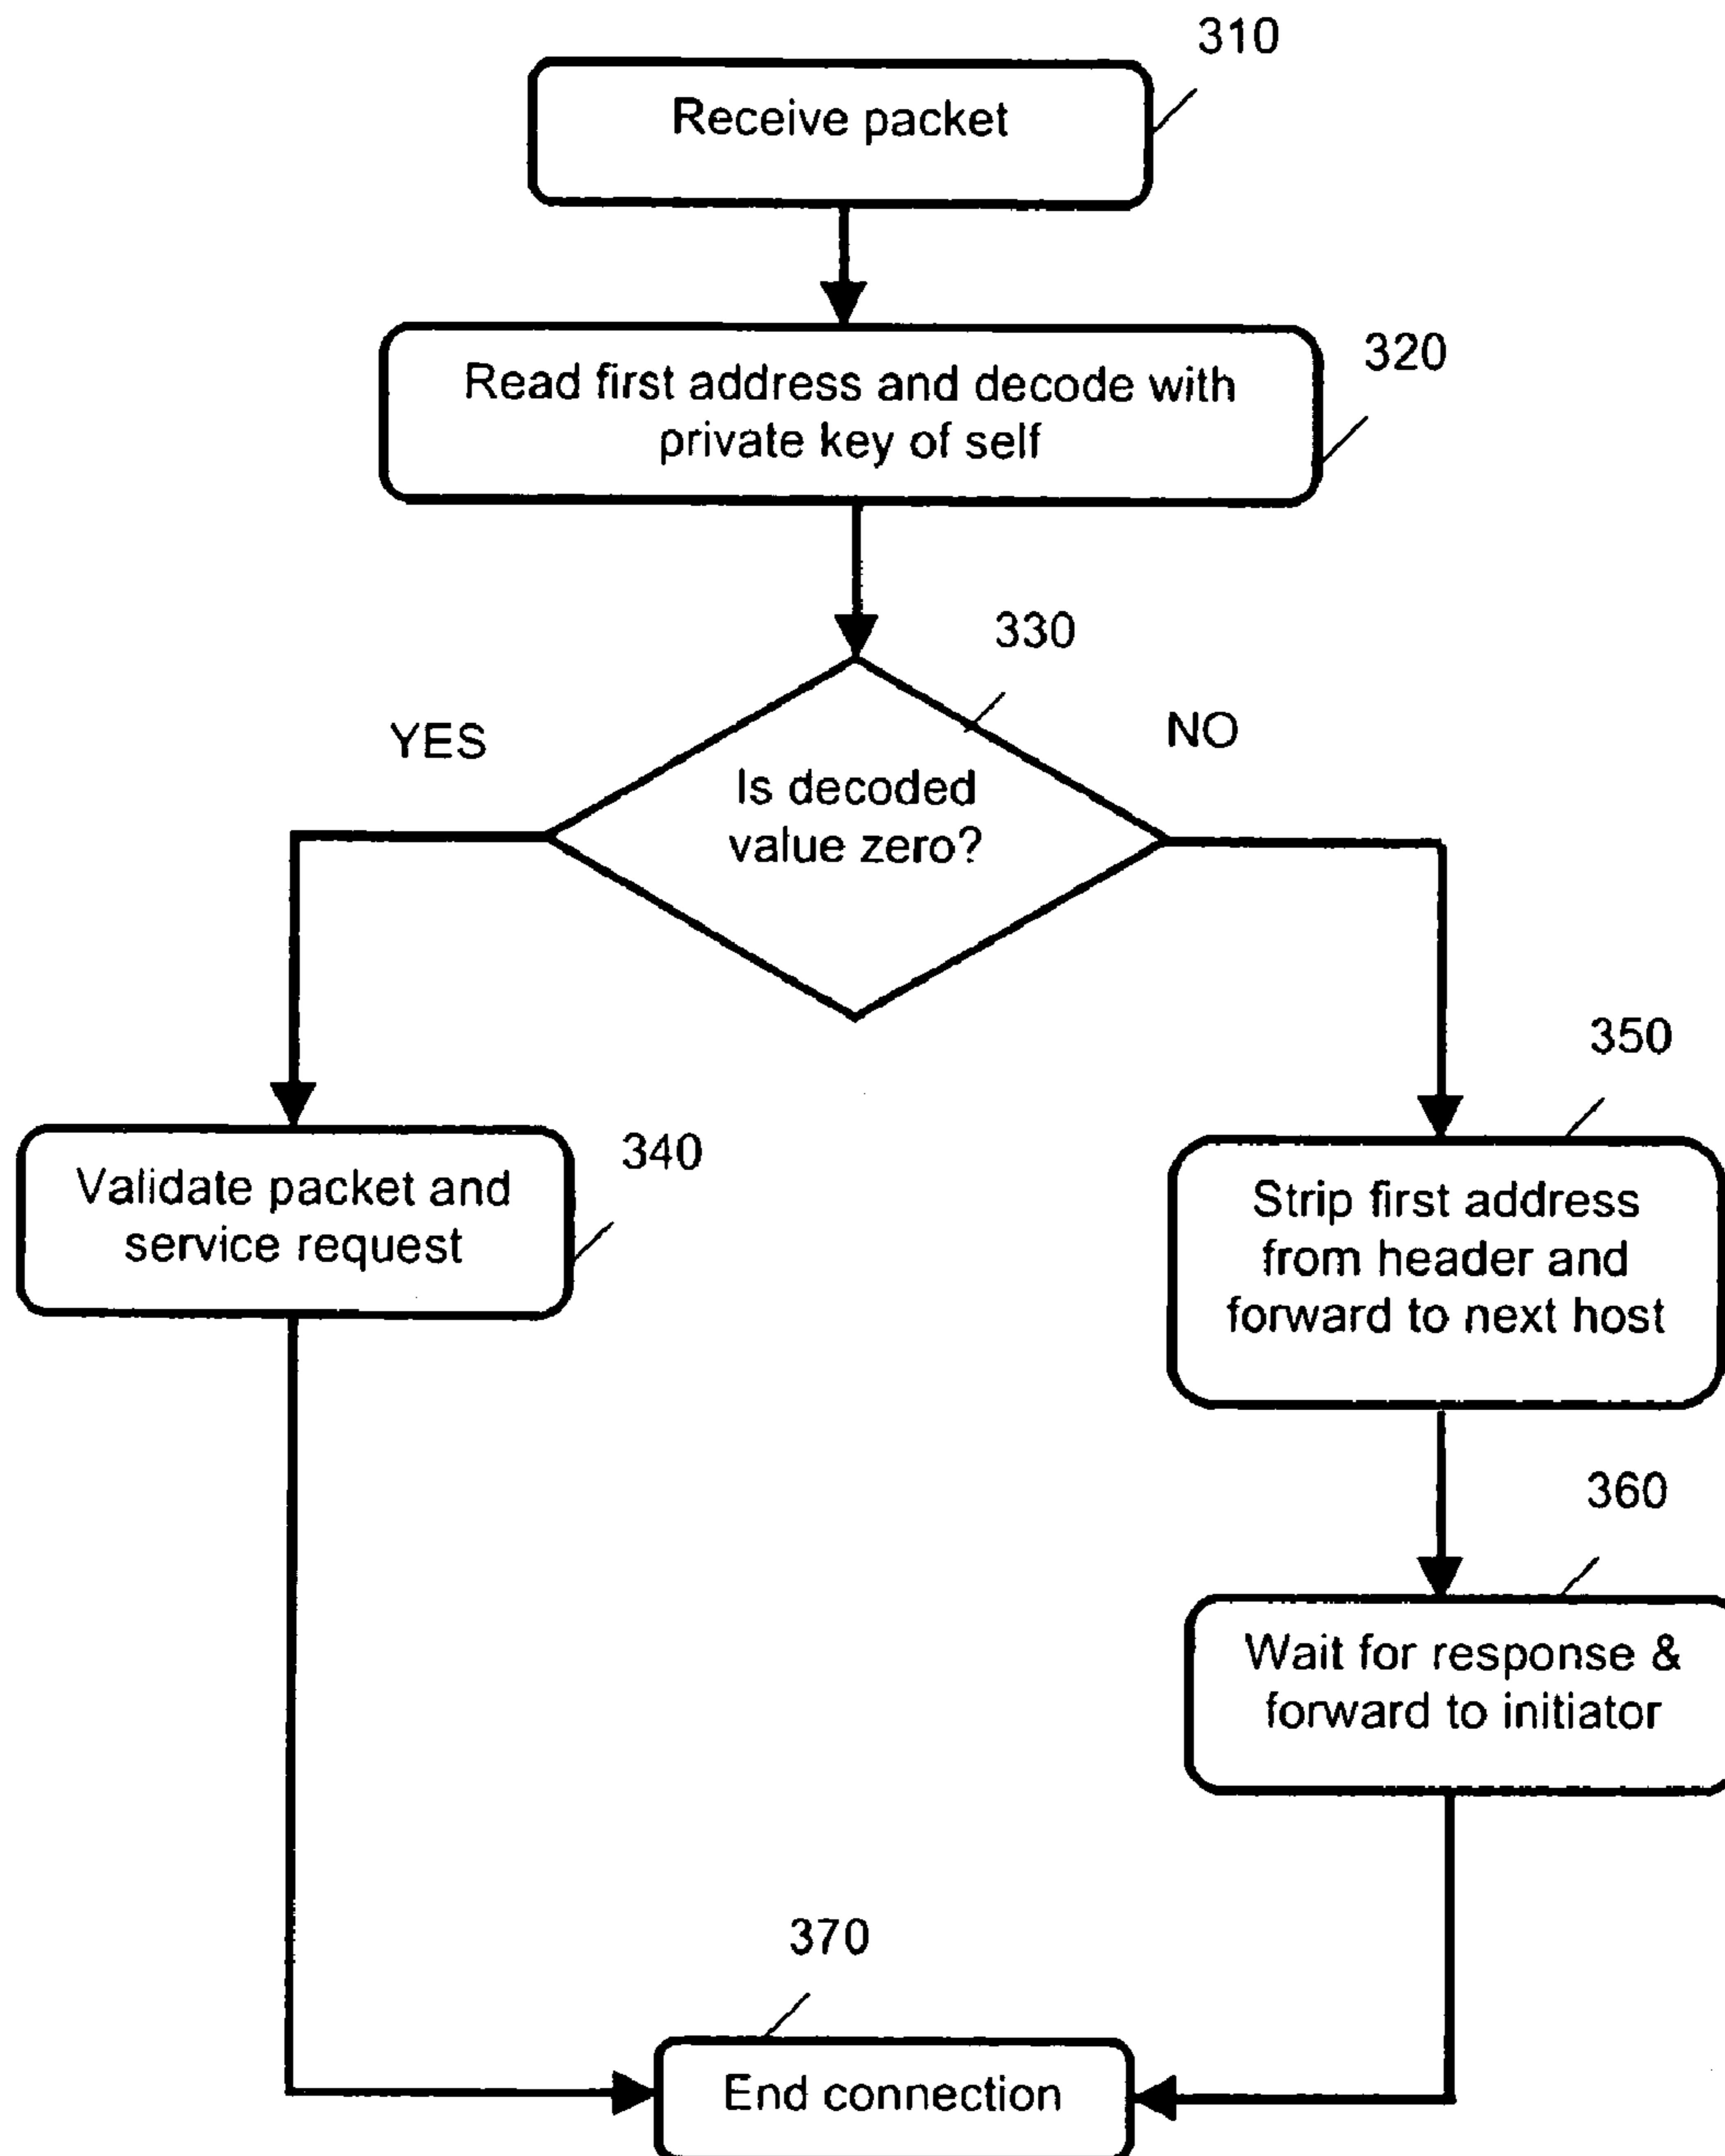 310
Receive packet
320
Read first address and decode with
private key of self
330
YES
NO
Is decoded
value zero?
350
340
Validate packet and
service request
Strip first address
from header and
forward to next host
360
Wait for response &
forward to initiator
370
End connection